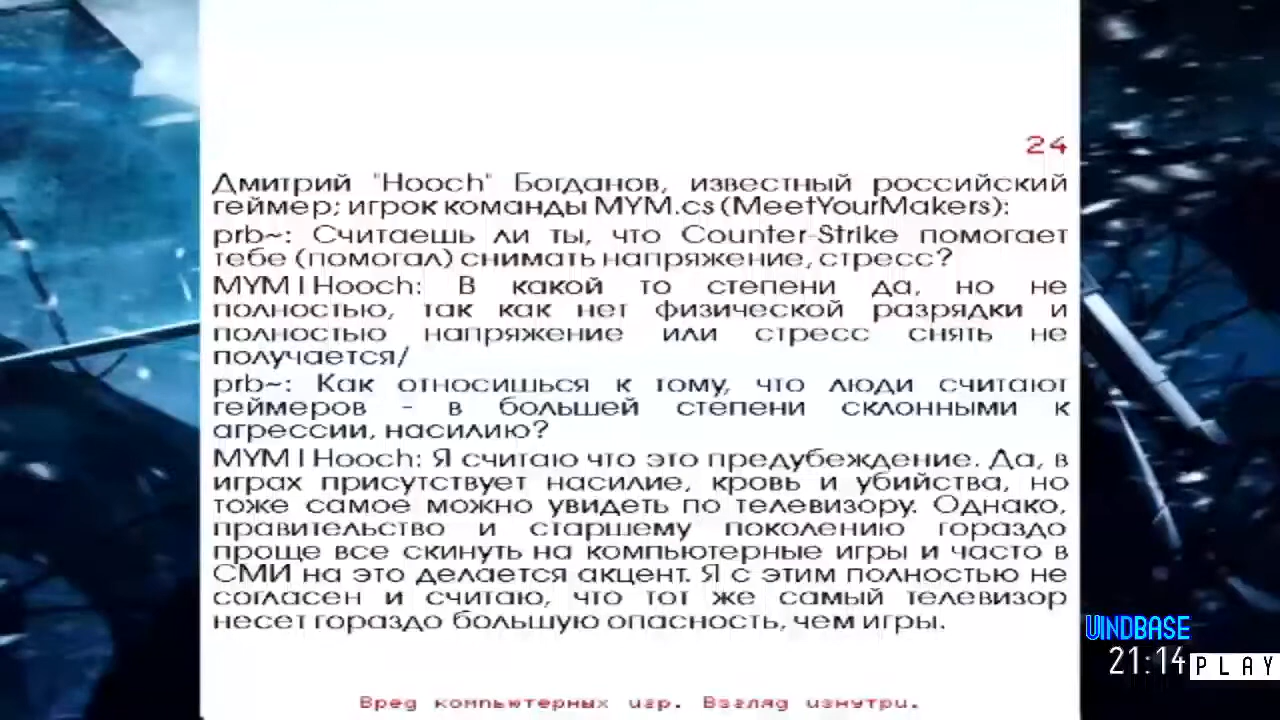 24
Дмитрий "Hooch" Богданов, известный российский
геймер; игрок команды MYM.cs (MeetYourMakers):
prb~: Считаешь ли ты, что Counter-Strike помогает
тебе (помогал) снимать напряжение, стресс?
MYM|Hooch: В какой то степени да, но не
полностью, так как нет физической разрядки и
полностью напряжение или стресс снять не
получается/
prb~: Как относишься к тому, что люди считают
геймеров - в большей степени склонными к
агрессии, насилию?
MYM|Hooch: Я считаю что это предубеждение. Да, в
играх присутствует насилие, кровь и убийства, но
тоже самое можно увидеть по телевизору. Однако,
правительство и старшему поколению гораздо
проще все скинуть на компьютерные игры и часто в
СМИ на это делается акцент. Я с этим полностью не
согласен и считаю, что тот же самый телевизор
несет гораздо большую опасность, чем игры.
Вред компьютерных игр. Взгляд изнутри.
UINDBASE
21:14 PLAY